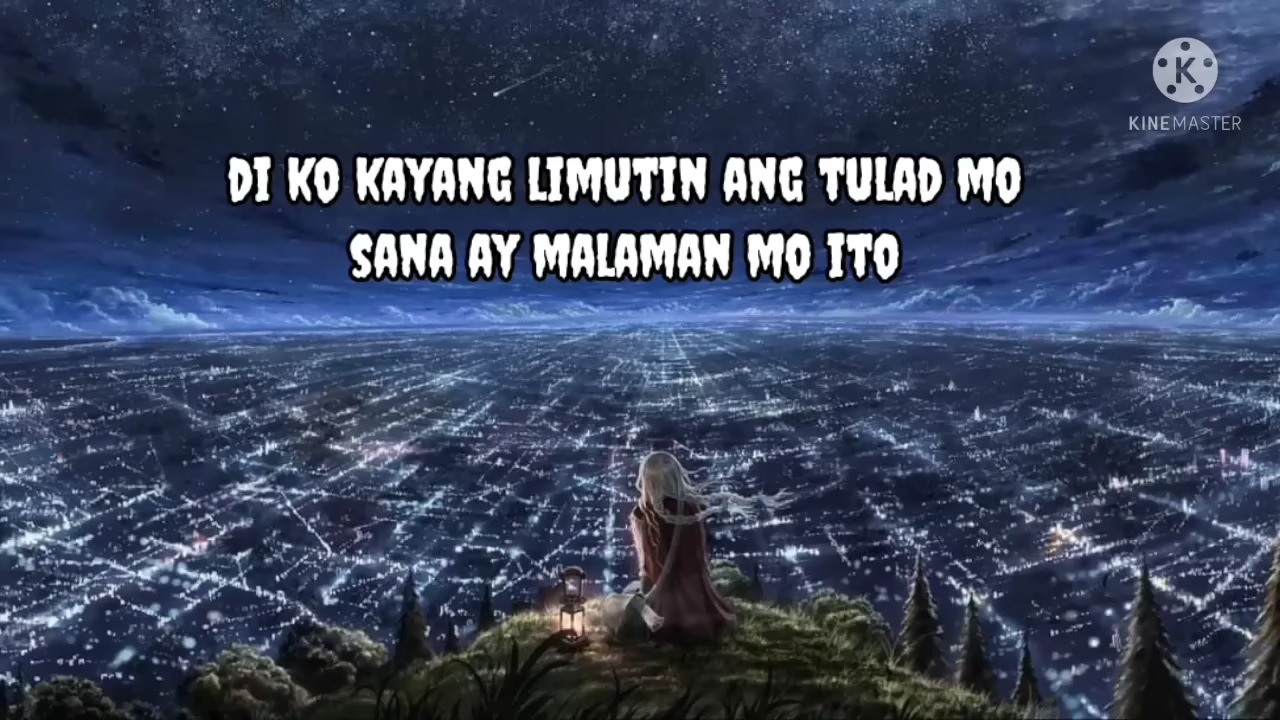 K
KINEMASTER
DI KO KAYANG LIMUTIN ANG TULAD MO
SANA AY MALAMAN MO ITO